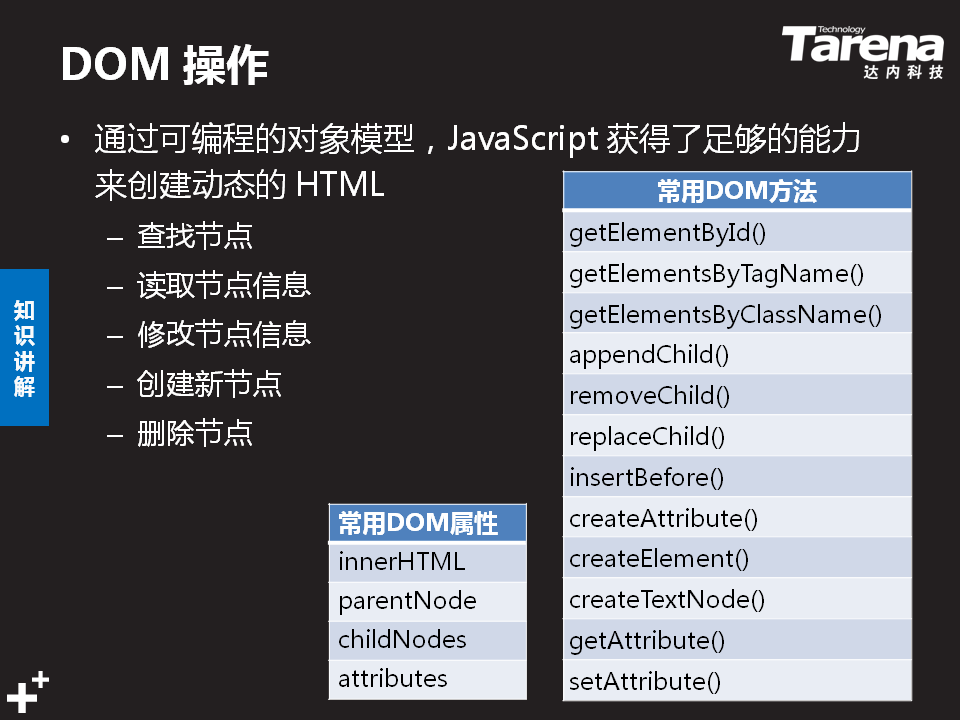 DOM 操作
Technology
Tarena
达内科技
• 通过可编程的对象模型，JavaScript 获得了足够的能力
来创建动态的 HTML
– 查找节点
– 读取节点信息
– 修改节点信息
– 创建新节点
– 删除节点
知
识
讲
解
常用DOM属性
innerHTML
parentNode
childNodes
attributes
常用DOM方法
getElementById()
getElementsByTagName()
getElementsByClassName()
appendChild()
removeChild()
replaceChild()
insertBefore()
createAttribute()
createElement()
createTextNode()
getAttribute()
setAttribute()